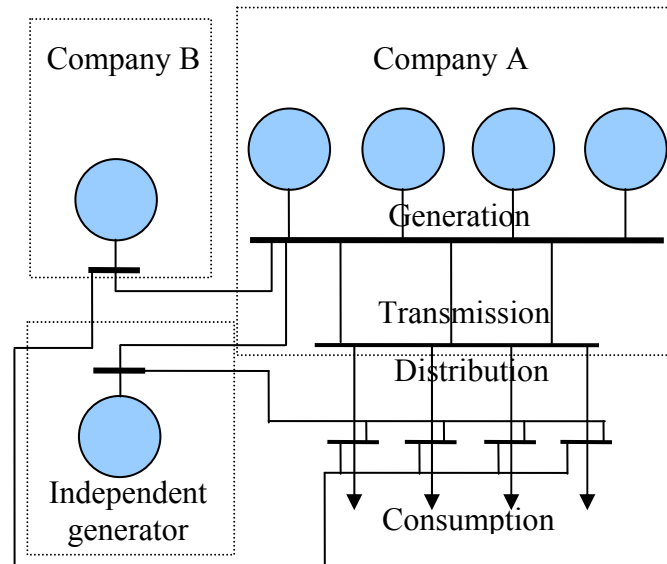 Company B
Company A
Generation
Transmission
Distribution
Independent
generator
Consumption